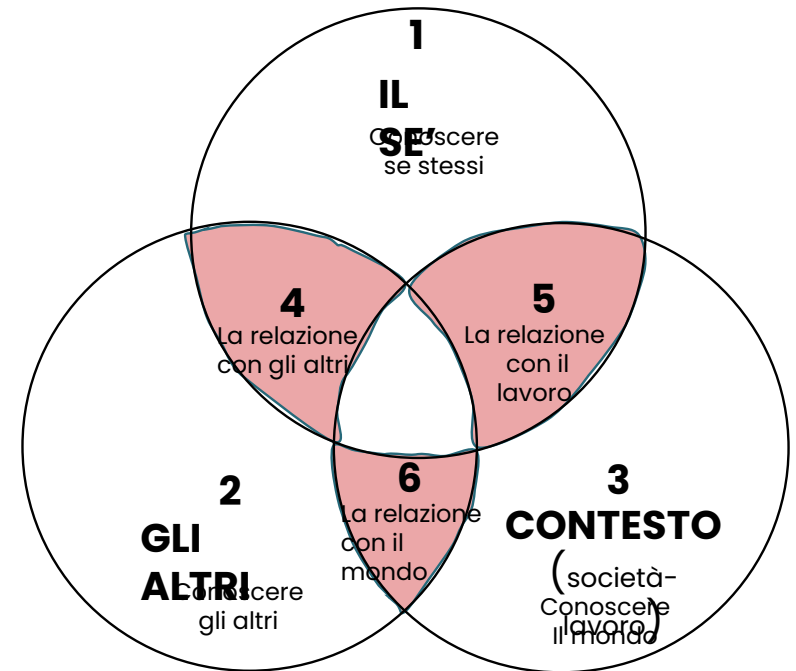 1
IL
SE’
Conoscere
se stessi
4
La relazione
con gli altri
5
La relazione
con il
lavoro
2
GLI
ALTRI
Conoscere
gli altri
6
La relazione
con il
mondo
3
CONTESTO
(società-
lavoro)
Conoscere
Il mondo